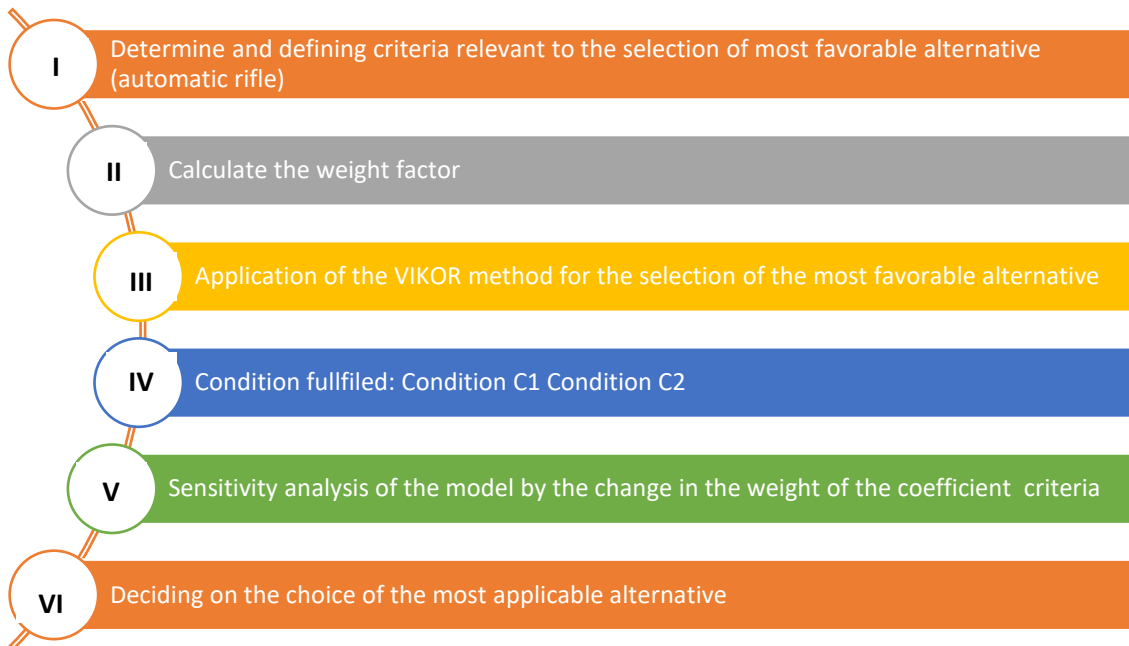 I
Determine and defining criteria relevant to the selection of most favorable alternative
(automatic rifle)
II
Calculate the weight factor
III
Application of the VIKOR method for the selection of the most favorable alternative
IV
Condition fullfiled: Condition C1 Condition C2
V
Sensitivity analysis of the model by the change in the weight of the coefficient criteria
VI
Deciding on the choice of the most applicable alternative